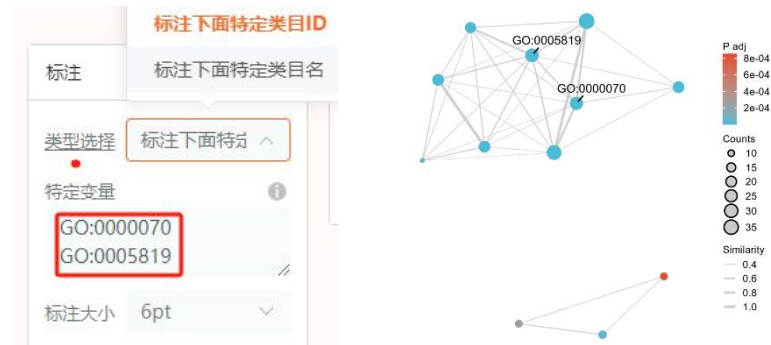 标注下面特定类目ID
标注下面特定类目名
标注
类型选择
标注下面特定
特定变量
GO:0000070
GO:0005819
标注大小
6pt
GO:0005819
GO:0000070
P adj
8e-04
6e-04
4e-04
2e-04
Counts
10
15
20
25
30
35
Similarity
0.4
0.6
0.8
1.0